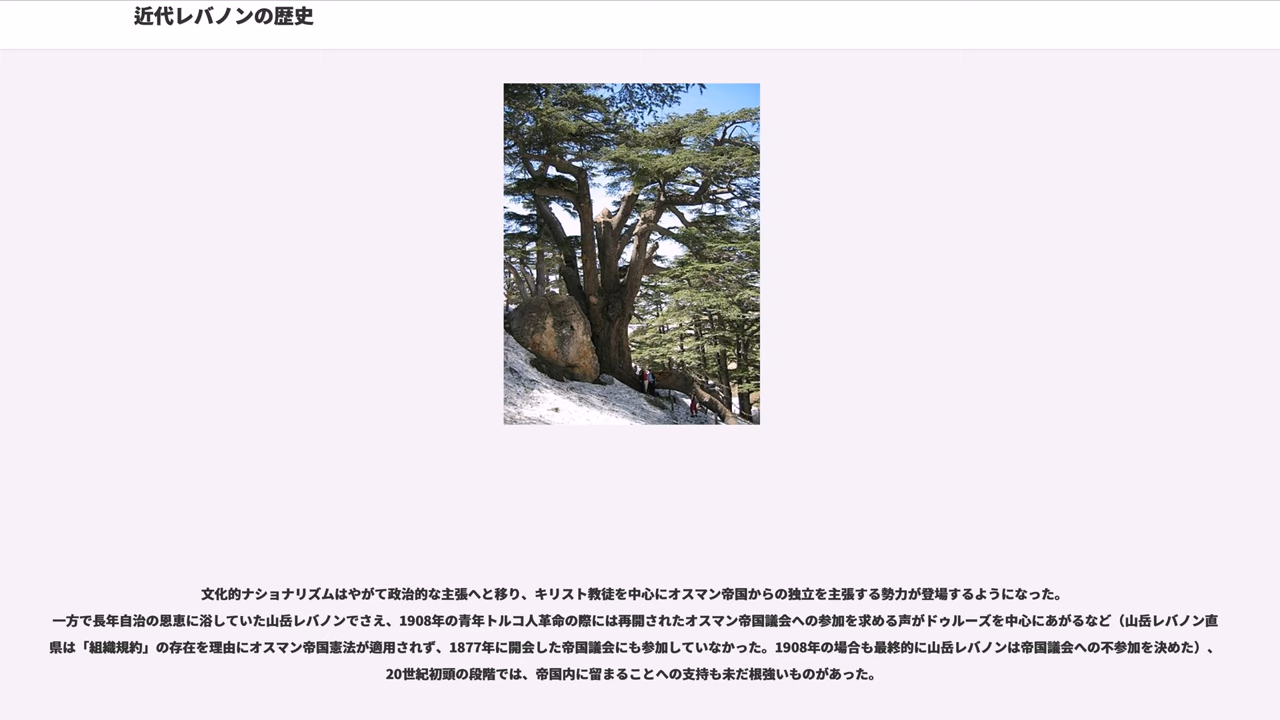 近代レバノンの歴史
文化的ナショナリズムはやがて政治的な主張へと移り、キリスト教徒を中心にオスマン帝国からの独立を主張する勢力が登場するようになった。
一方で長年自治の恩恵に浴していた山岳レバノンでさえ、1908年の青年トルコ人革命の際には再開されたオスマン帝国議会への参加を求める声がドゥルーズを中心にあがるなど（山岳レバノン直
県は「組織規約」の存在を理由にオスマン帝国憲法が適用されず、1877年に開会した帝国議会にも参加していなかった。1908年の場合も最終的に山岳レバノンは帝国議会への不参加を決めた）、
20世紀初頭の段階では、帝国内に留まることへの支持も未だ根強いものがあった。